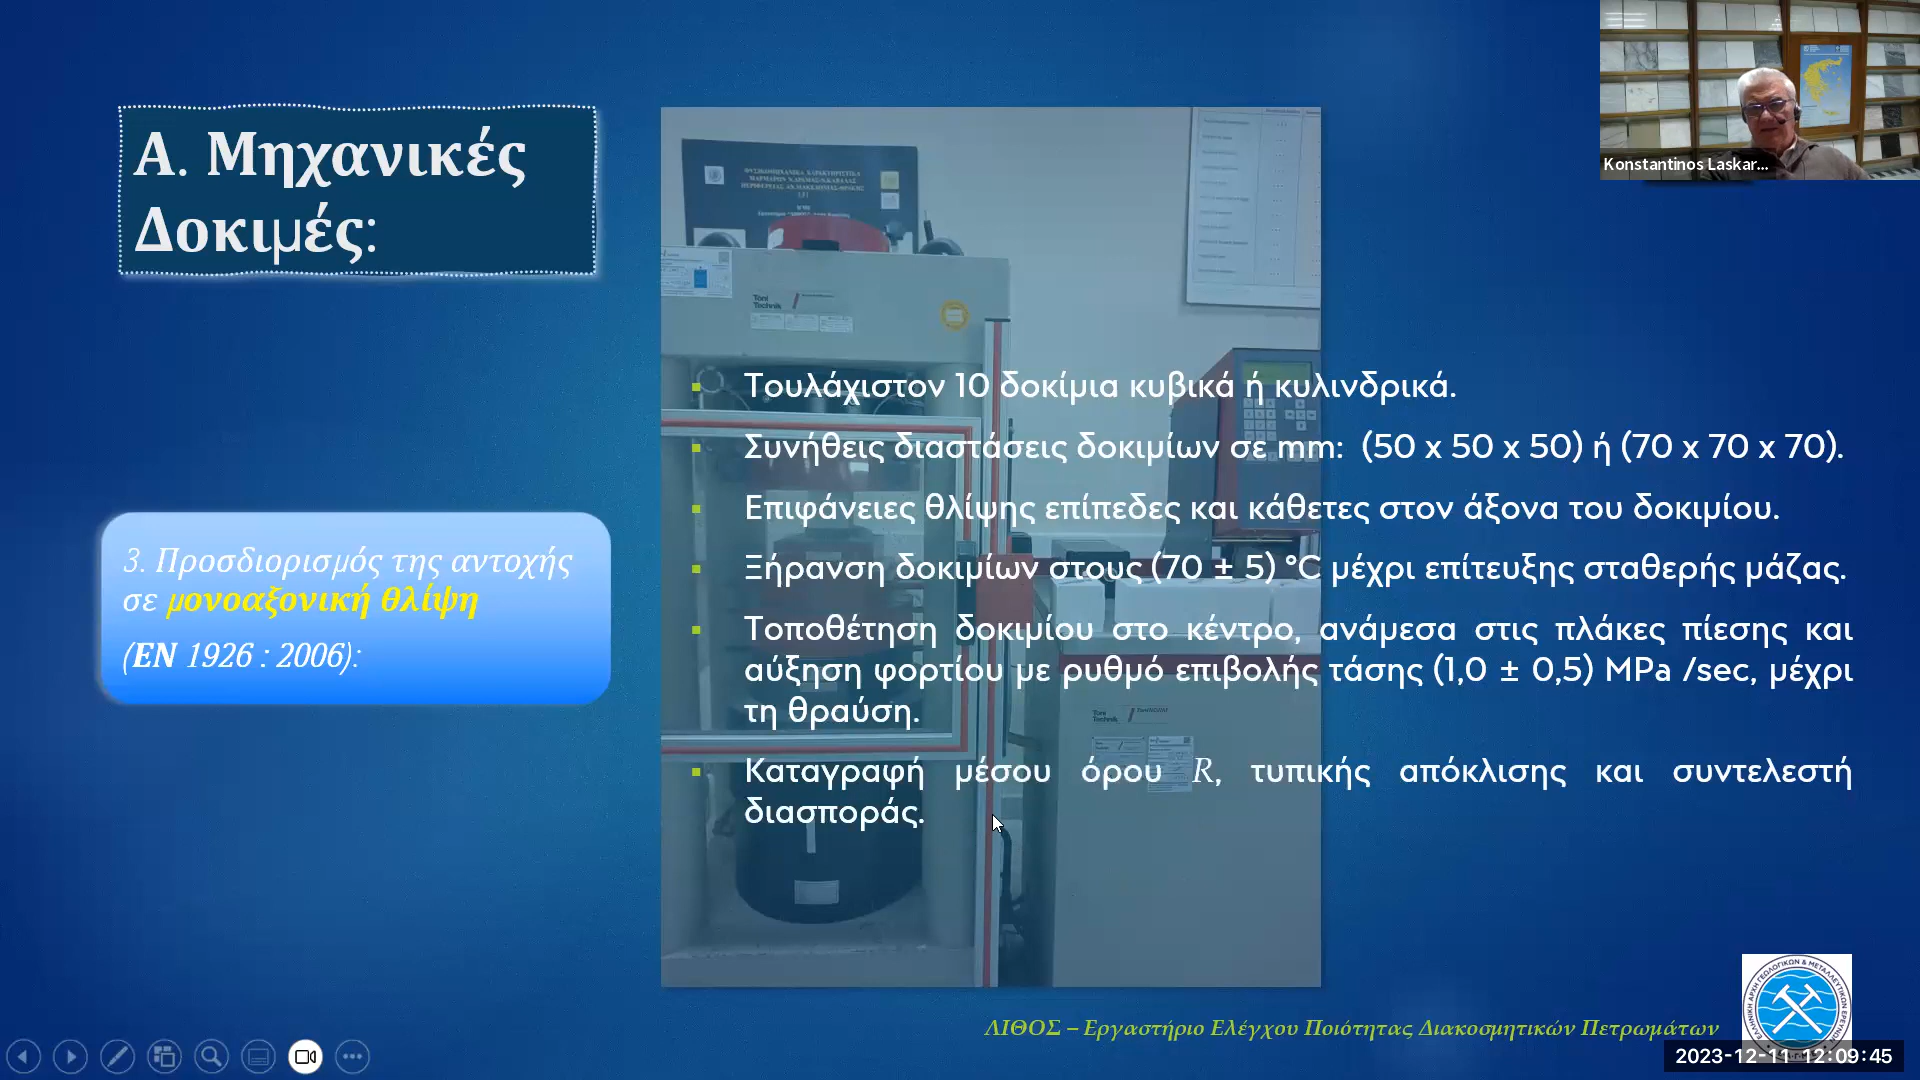 Konstantinos Laskar...
Α. Μηχανικές
Δοκιμές:
3. Προσδιορισμός της αντοχής
σε μονοαξονική θλίψη
(EN 1926 : 2006):
Toni
Technik
Τουλάχιστον 10 δοκίμια κυβικά ή κυλινδρικά.
Συνήθεις διαστάσεις δοκιμίων σε mm: (50 x 50 x 50) ή (70 x 70 x 70).
Επιφάνειες θλίψης επίπεδες και κάθετες στον άξονα του δοκιμίου.
Ξήρανση δοκιμίων στους (70 ± 5) °C μέχρι επίτευξης σταθερής μάζας.
Τοποθέτηση δοκιμίου στο κέντρο, ανάμεσα στις πλάκες πίεσης και
αύξηση φορτίου με ρυθμό επιβολής τάσης (1,0 ± 0,5) MPa /sec, μέχρι
τη θραύση.
Toni
Technik
Καταγραφή μέσου όρου R, τυπικής απόκλισης και συντελεστή
διασποράς.
ΛΙΘΟΣ – Εργαστήριο Ελέγχου Ποιότητας Διακοσμητικών Πετρωμάτων
2023-12-11 12:09:45